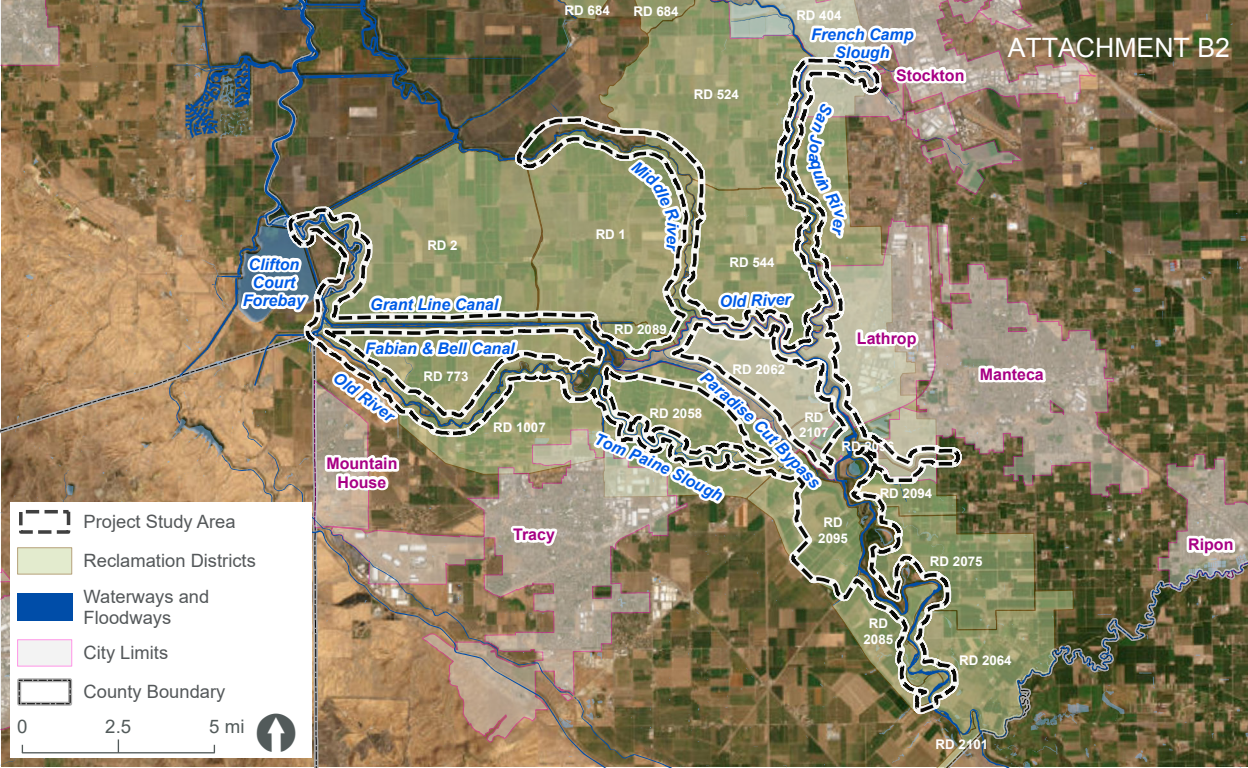 RD 684
RD 684
RD 404
French Camp
Slough
ATTACHMENT B2
Stockton
RD 524
San Joaquin River
Middle River
RD 2
RD 1
RD 544
Clifton
Court
Forebay
Grant Line Canal
Old River
RD 2089
Lathrop
Fabian & Bell Canal
RD 773
RD 2062
Manteca
Old River
Paradise Cut Bypass
RD 2058
RD 1007
RD
2107
Tom Paine Slough
Mountain
House
RD 2094
Tracy
RD
2095
Ripon
RD 2075
RD
2085
RD 2064
RD 2101
Project Study Area
Reclamation Districts
Waterways and
Floodways
City Limits
County Boundary
0 2.5 5 mi